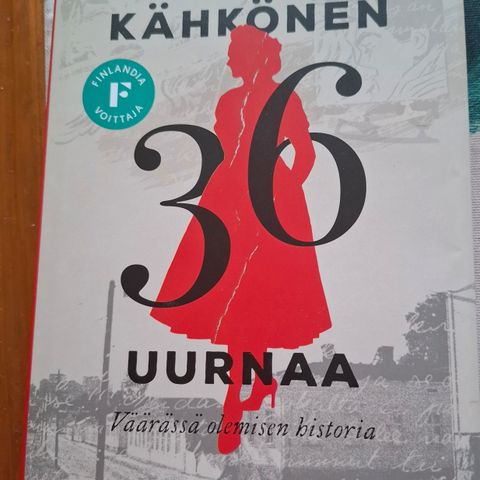 KÄHKÖNEN
FINLANDIA
F
VOITTAJA
36
UURNAA
Väärässä olemisen historia